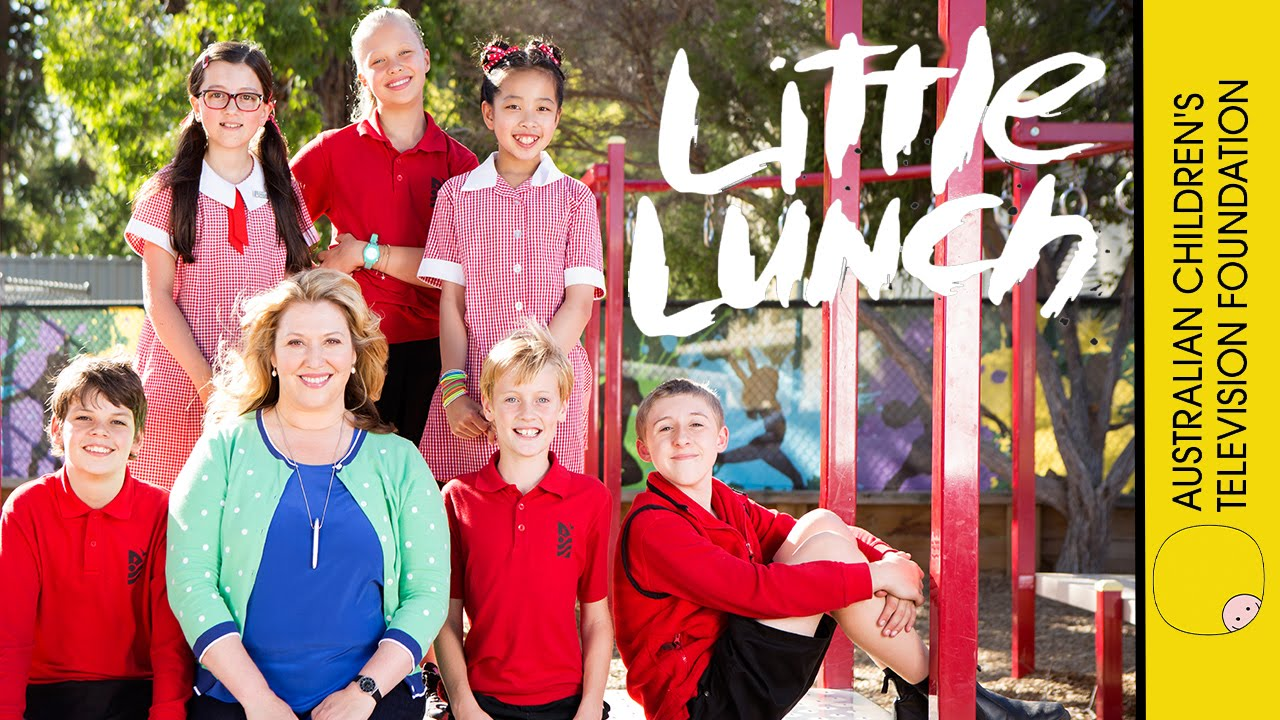 Little
Lunch
AUSTRALIAN CHILDREN'S
TELEVISION FOUNDATION